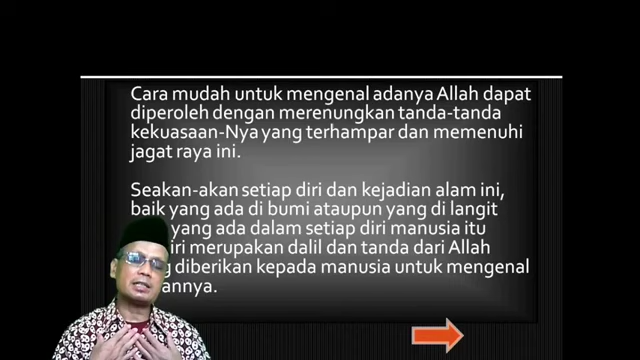 Cara mudah untuk mengenal adanya Allah dapat
diperoleh dengan merenungkan tanda-tanda
kekuasaan-Nya yang terhampar dan memenuhi
jagat raya ini.
Seakan-akan setiap diri dan kejadian alam ini,
baik yang ada di bumi ataupun yang di langit
yang ada dalam setiap diri manusia itu
merupakan dalil dan tanda dari Allah
diberikan kepada manusia untuk mengenal